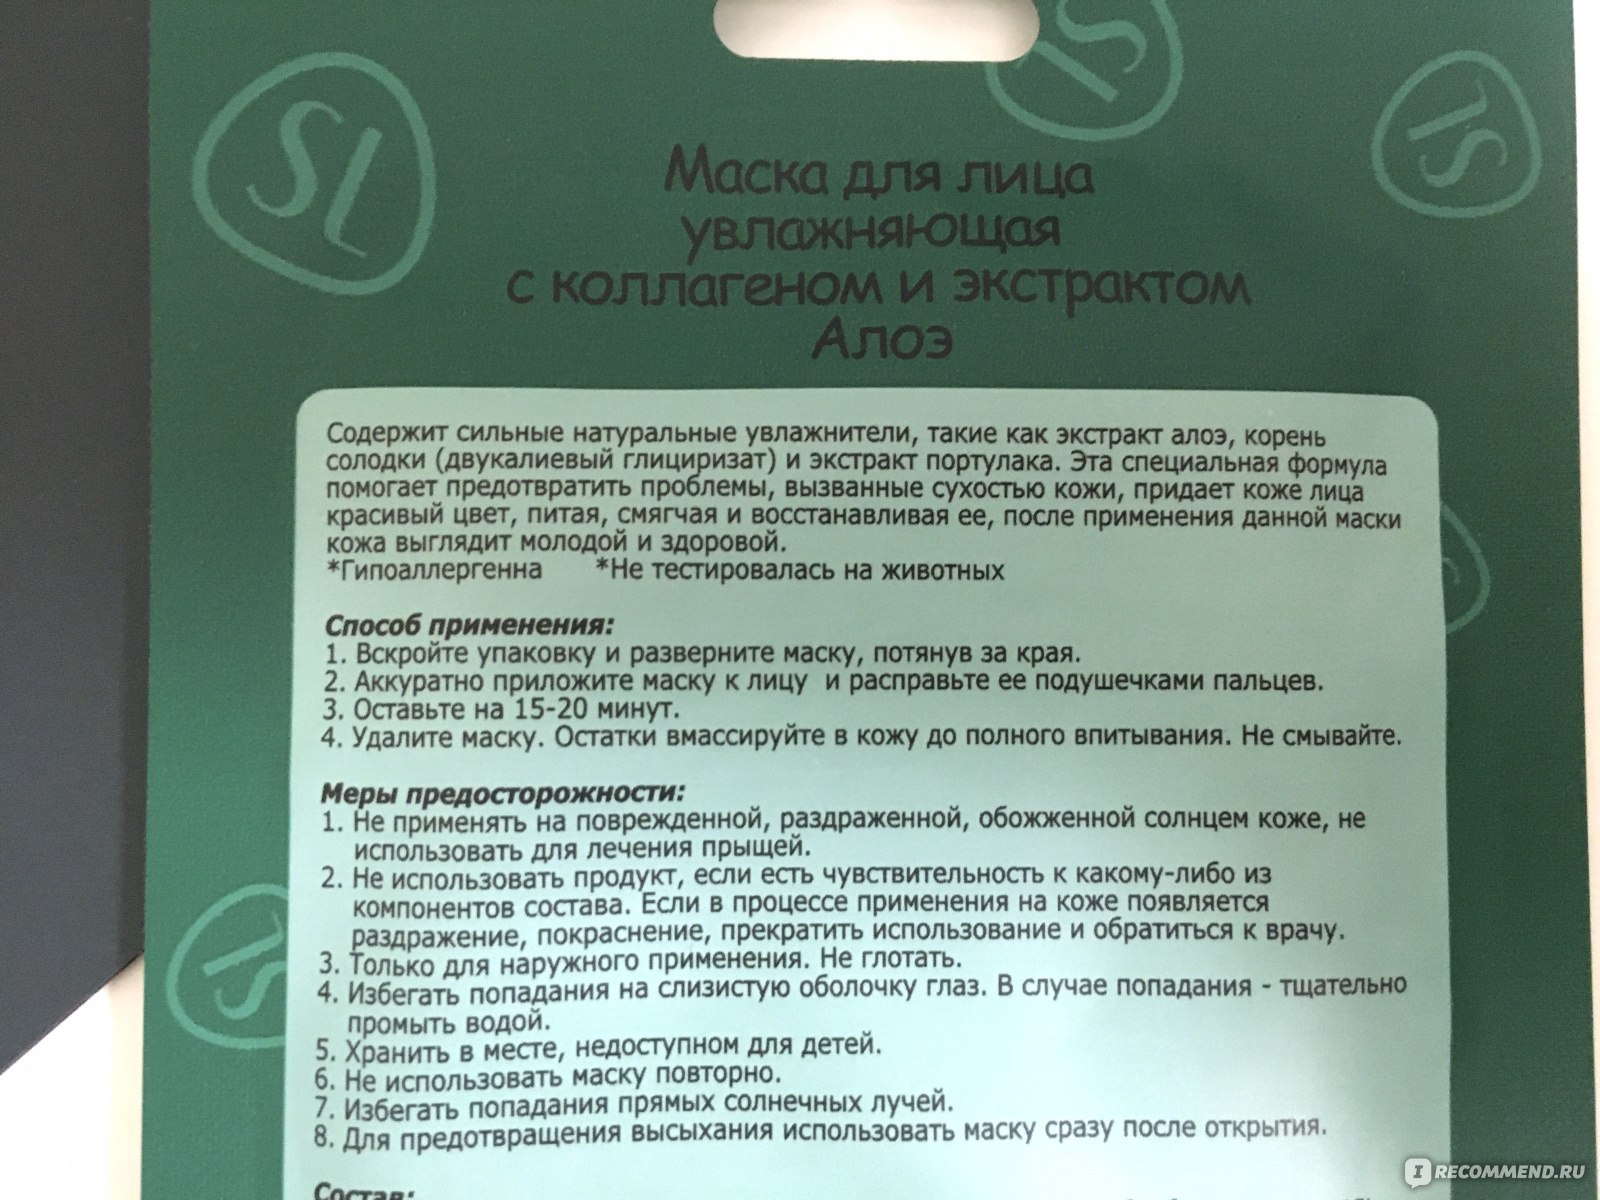 SL
SL
SL
Маска для лица
увлажняющая
с коллагеном и экстрактом
Алоэ
Содержит сильные натуральные увлажнители, такие как экстракт алоэ, корень
солодки (двукалиевый глициризат) и экстракт портулака. Эта специальная формула
помогает предотвратить проблемы, вызванные сухостью кожи, придает коже лица
красивый цвет, питая, смягчая и восстанавливая ее, после применения данной маски
кожа выглядит молодой и здоровой.
*Гипоаллергенна *Не тестировалась на животных
Способ применения:
1. Вскройте упаковку и разверните маску, потянув за края.
2. Аккуратно приложите маску к лицу и расправьте ее подушечками пальцев.
3. Оставьте на 15-20 минут.
4. Удалите маску. Остатки вмассируйте в кожу до полного впитывания. Не смывайте.
Меры предосторожности:
1. Не применять на поврежденной, раздраженной, обожженной солнцем коже, не
использовать для лечения прыщей.
2. Не использовать продукт, если есть чувствительность к какому-либо из
компонентов состава. Если в процессе применения на коже появляется
раздражение, покраснение, прекратить использование и обратиться к врачу.
3. Только для наружного применения. Не глотать.
4. Избегать попадания на слизистую оболочку глаз. В случае попадания - тщательно
промыть водой.
5. Хранить в месте, недоступном для детей.
6. Не использовать маску повторно.
7. Избегать попадания прямых солнечных лучей.
8. Для предотвращения высыхания использовать маску сразу после открытия.
SL
Состав:
IRECOMMEND.RU